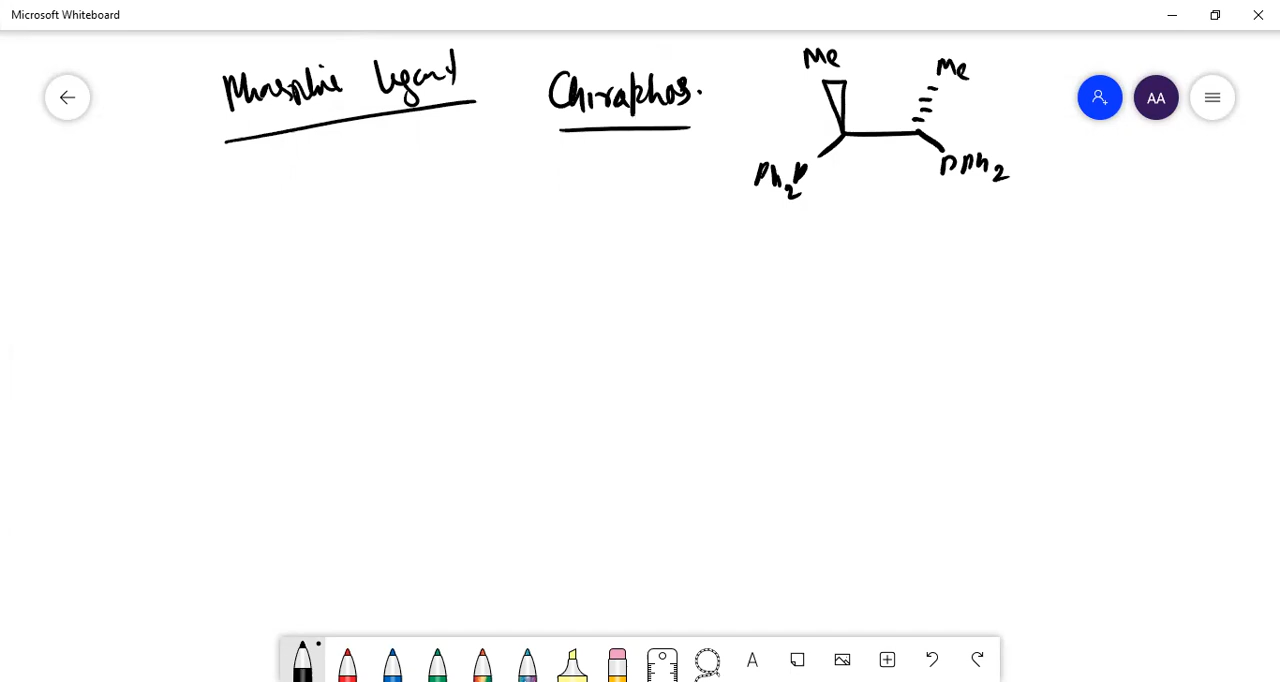 Microsoft Whiteboard
Phosphine ligand Chiraphos.
Me Me
Ph2P PPh2
AA
A